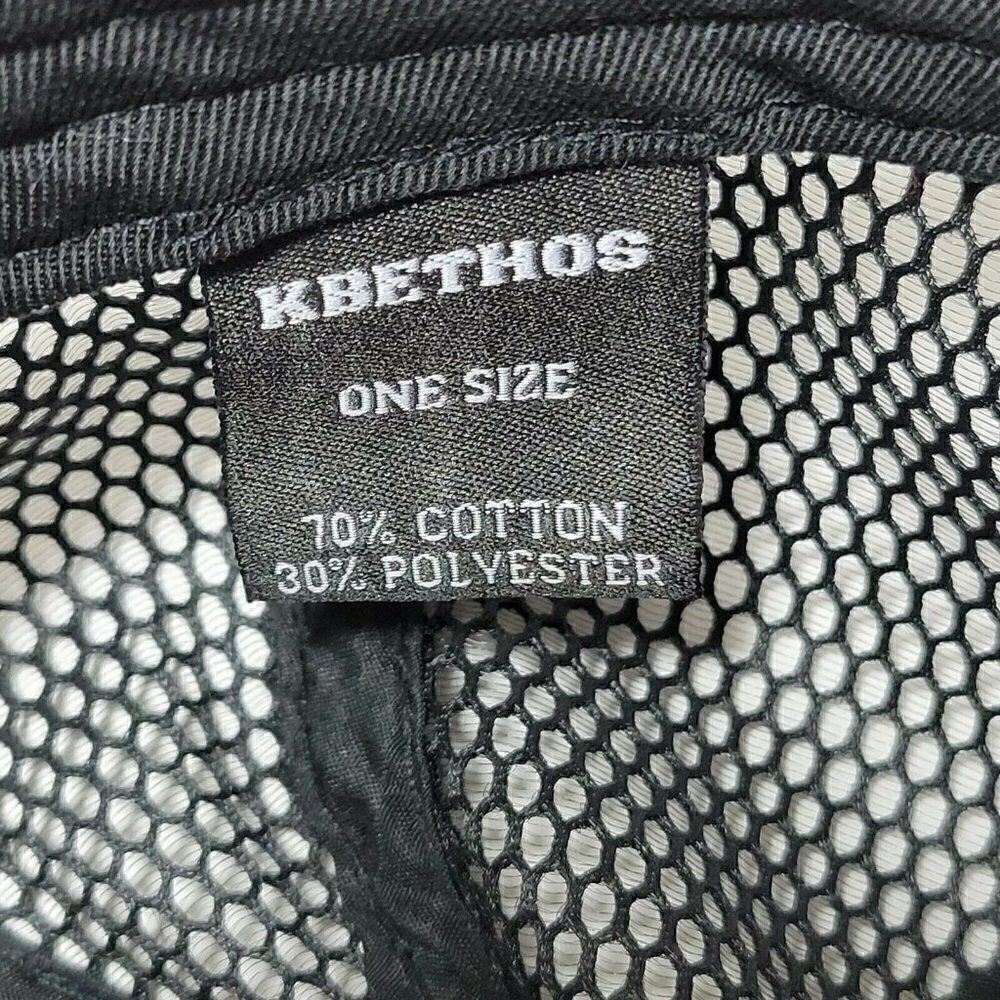 KBETHOS
ONE SIZE
70% COTTON
30% POLYESTER